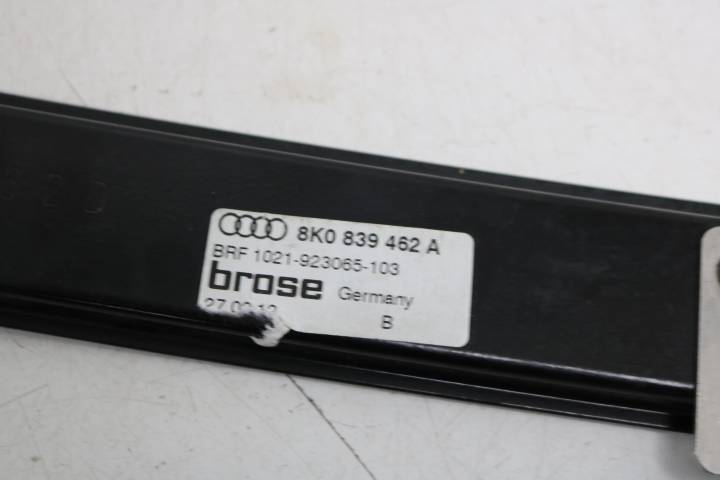 8K0 839 462 A
BRF 1021-923065-103
brose Germany
B